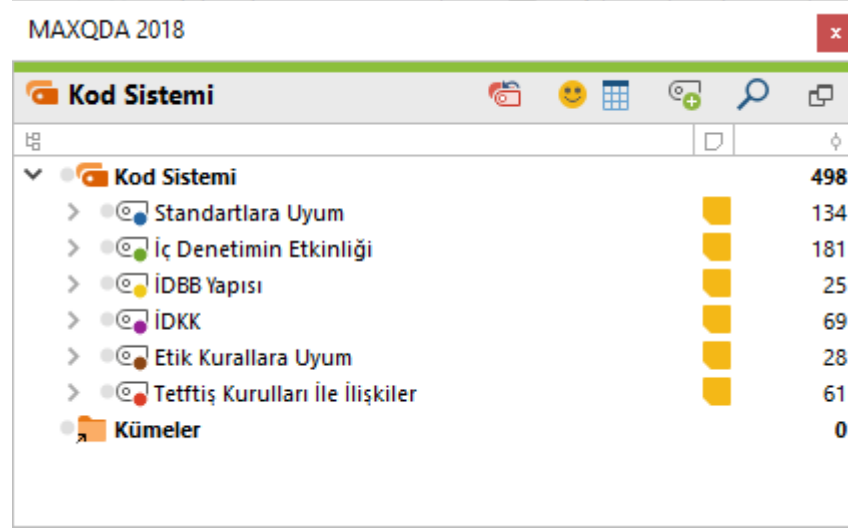 MAXQDA 2018
x
Kod Sistemi
Kod Sistemi 498
Standartlara Uyum 134
İç Denetimin Etkinliği 181
İDBB Yapısı 25
İDKK 69
Etik Kurallara Uyum 28
Tetftiş Kurulları İle İlişkiler 61
Kümeler 0